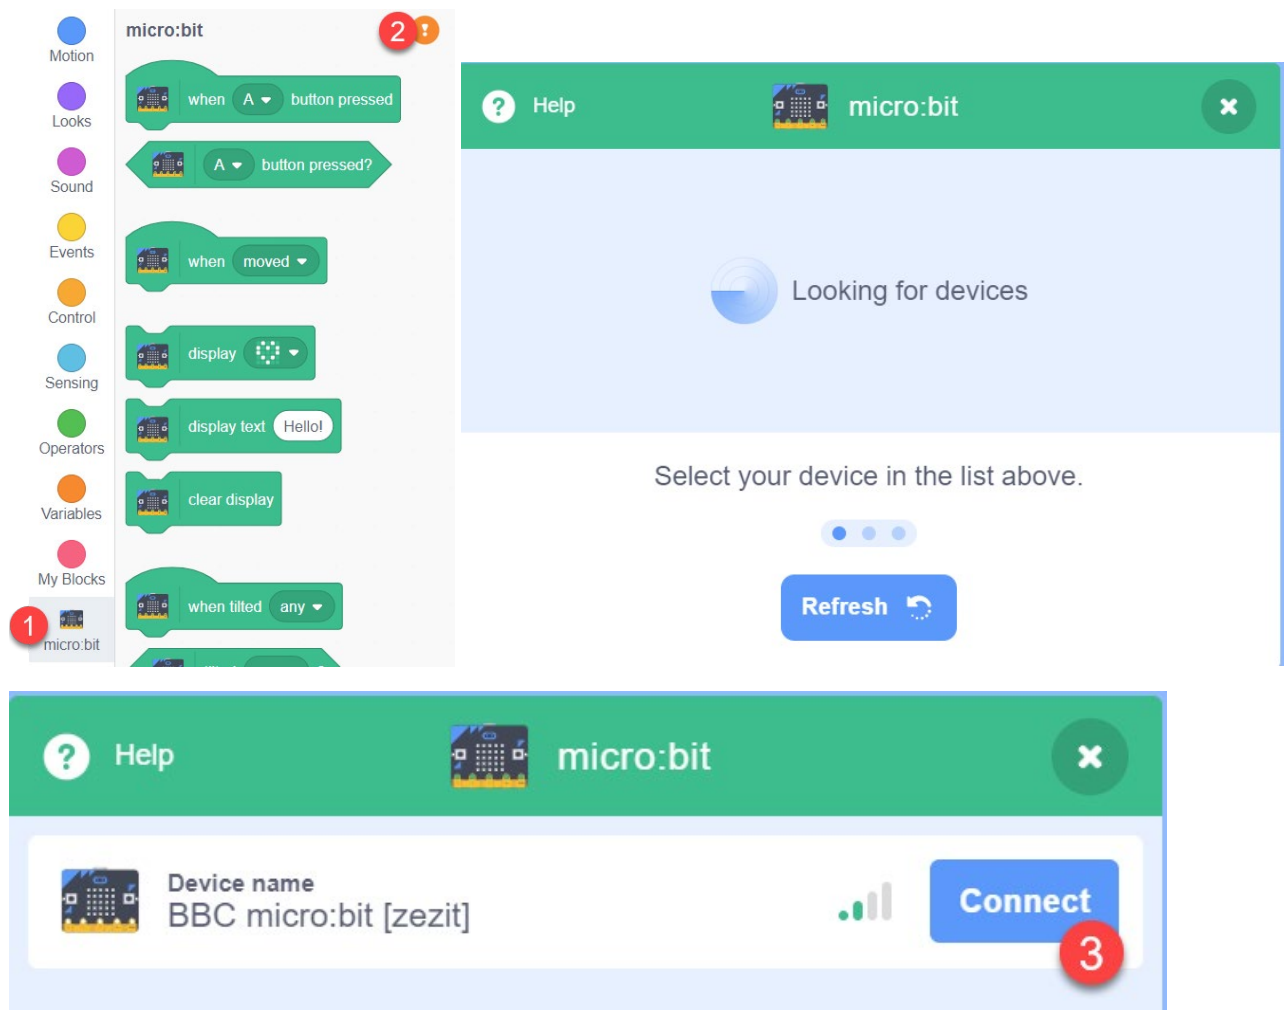 Motion
Looks
Sound
Events
Control
Sensing
Operators
Variables
My Blocks
1
micro:bit
micro:bit
2
!
when A button pressed
A button pressed?
when moved
display
display text Hello!
clear display
when tilted any
? Help
micro:bit
Looking for devices
Select your device in the list above.
Refresh
? Help
micro:bit
Device name
BBC micro:bit [zezit]
Connect
3